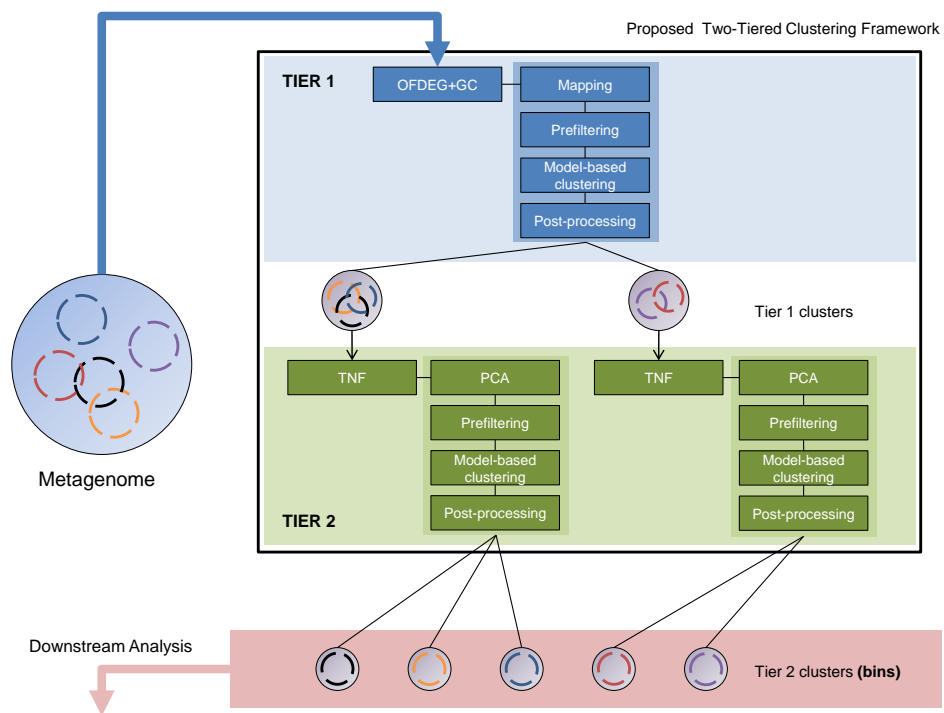 Proposed Two-Tiered Clustering Framework
TIER 1
OFDEG+GC
Mapping
Prefiltering
Model-based
clustering
Post-processing
Tier 1 clusters
TNF
PCA
TNF
PCA
Prefiltering
Prefiltering
Model-based
clustering
Model-based
clustering
Metagenome
TIER 2
Post-processing
Post-processing
Downstream Analysis
Tier 2 clusters (bins)